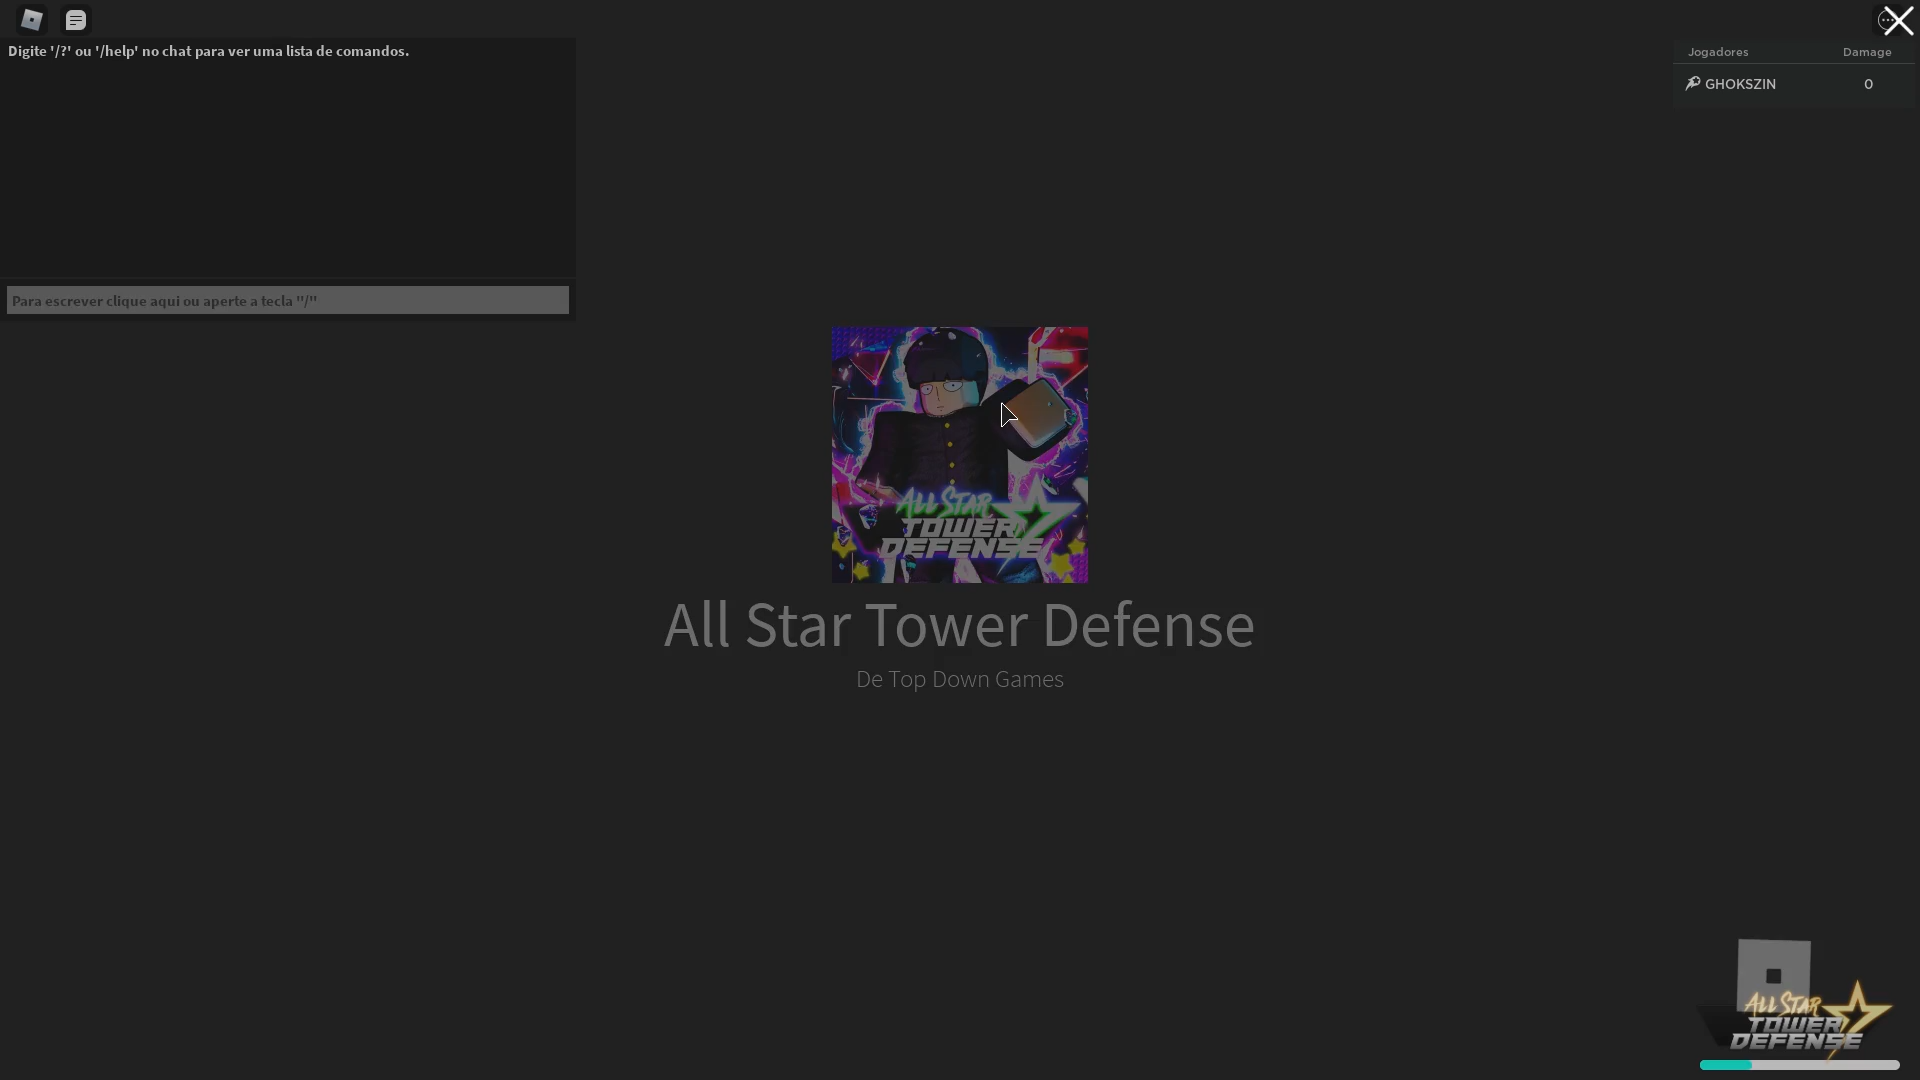 Digite '/?' ou '/help' no chat para ver uma lista de comandos.
Jogadores Damage
GHOKSZIN 0
Para escrever clique aqui ou aperte a tecla "/"
ALL STAR
TOWER
DEFENSE
All Star Tower Defense
De Top Down Games
ALL STAR
TOWER
DEFENSE